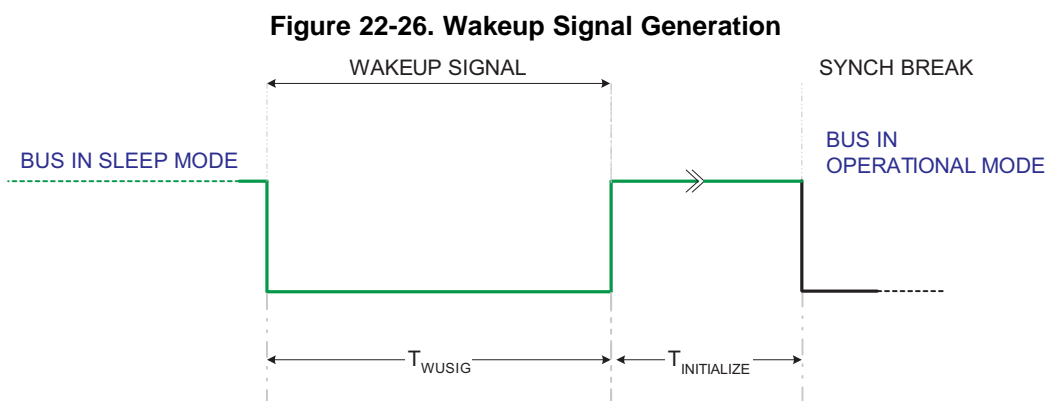 Figure 22-26. Wakeup Signal Generation
WAKEUP SIGNAL
SYNCH BREAK
BUS IN SLEEP MODE
BUS IN
OPERATIONAL MODE
TWUSIG
TINITIALIZE